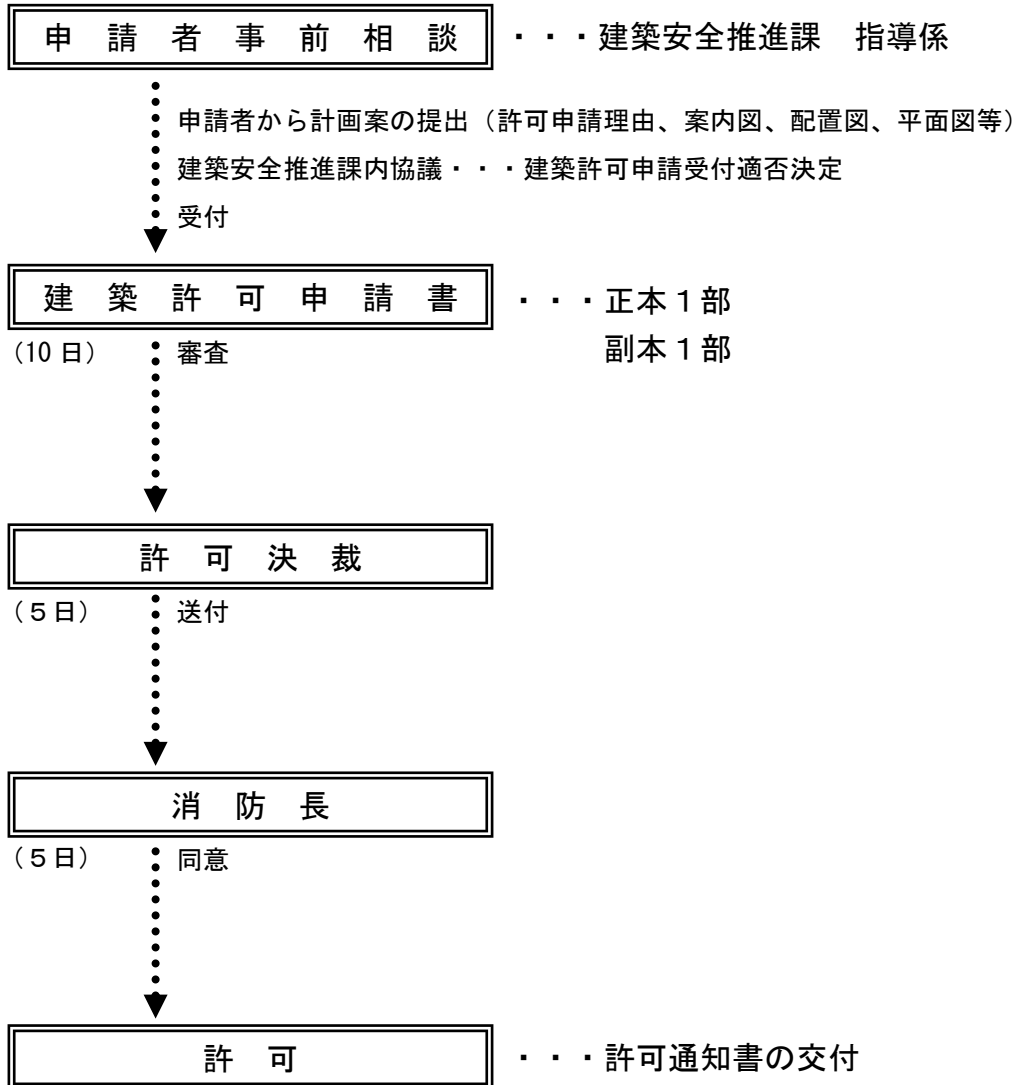 申請者事前相談 ・・・建築安全推進課　指導係
申請者から計画案の提出（許可申請理由、案内図、配置図、平面図等）
建築安全推進課内協議・・・建築許可申請受付適否決定
受付
建築許可申請書 ・・・正本１部
（10日） 審査 副本１部
許可決裁
（５日） 送付
消防長
（５日） 同意
許可 ・・・許可通知書の交付